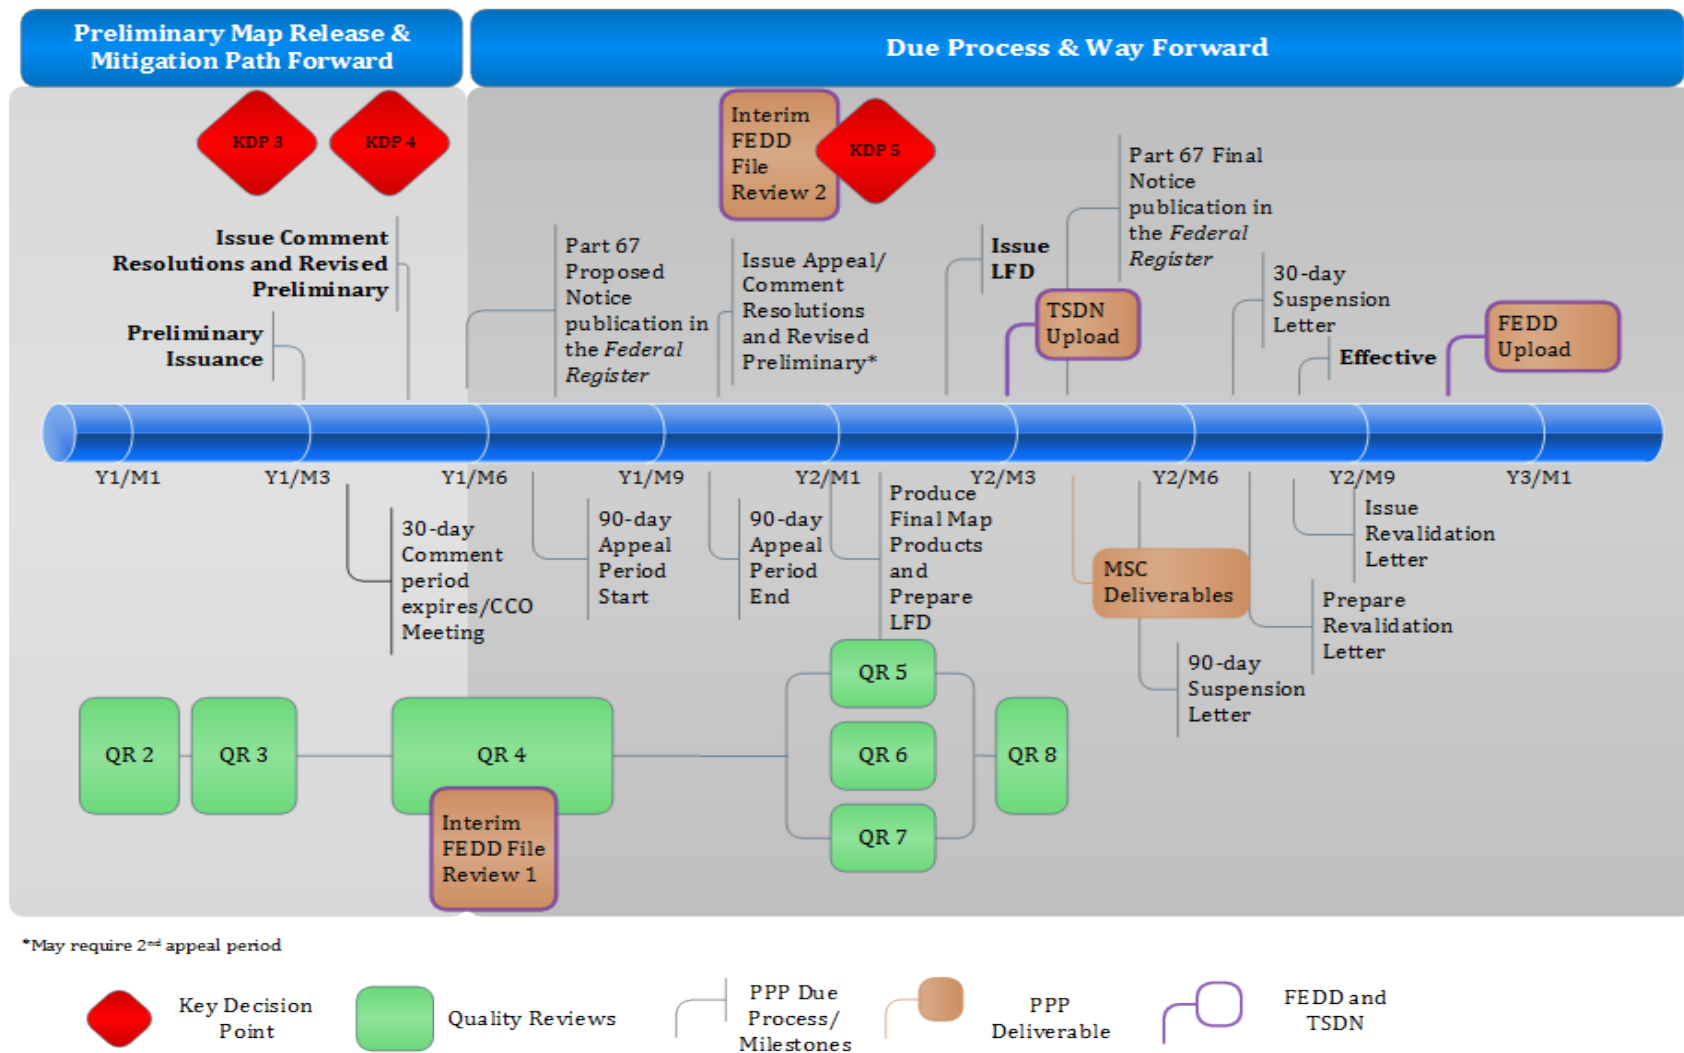 Preliminary Map Release &
Mitigation Path Forward
Due Process & Way Forward
KDP 3
KDP 4
Interim
FEDD
File
Review 2
KDP 5
Issue Comment
Resolutions and Revised
Preliminary
Preliminary
Issuance
Part 67
Proposed
Notice
publication in
the Federal
Register
Issue Appeal/
Comment
Resolutions
and Revised
Preliminary*
Issue
LFD
TSDN
Upload
Part 67 Final
Notice
publication in
the Federal
Register
30-day
Suspension
Letter
Effective
FEDD
Upload
Y1/M1
Y1/M3
Y1/M6
Y1/M9
Y2/M1
Y2/M3
Y2/M6
Y2/M9
Y3/M1
30-day
Comment
period
expires/CCO
Meeting
90-day
Appeal
Period
Start
90-day
Appeal
Period
End
Produce
Final Map
Products
and
Prepare
LFD
MSC
Deliverables
90-day
Suspension
Letter
Prepare
Revalidation
Letter
Issue
Revalidation
Letter
QR 2
QR 3
QR 4
Interim
FEDD File
Review 1
QR 5
QR 6
QR 7
QR 8
*May require 2nd appeal period
Key Decision
Point
Quality Reviews
PPP Due
Process/
Milestones
PPP
Deliverable
FEDD and
TSDN